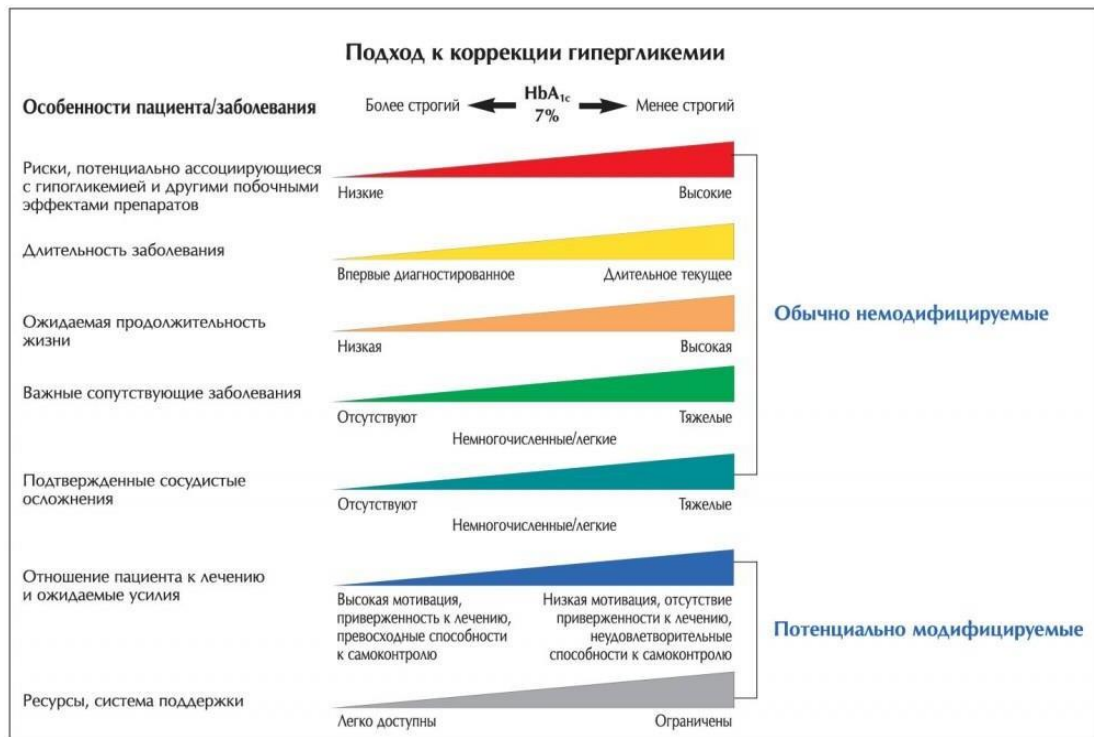 Подход к коррекции гипергликемии
Особенности пациента/заболевания
Более строгий
HbA1c
7%
Менее строгий
Риски, потенциально ассоциирующиеся
с гипогликемией и другими побочными
эффектами препаратов
Низкие
Высокие
Длительность заболевания
Впервые диагностированное
Длительное текущее
Ожидаемая продолжительность
жизни
Низкая
Высокая
Обычно немодифицируемые
Важные сопутствующие заболевания
Отсутствуют
Тяжелые
Немногочисленные/легкие
Подтвержденные сосудистые
осложнения
Отсутствуют
Тяжелые
Немногочисленные/легкие
Отношение пациента к лечению
и ожидаемые усилия
Высокая мотивация,
приверженность к лечению,
превосходные способности
к самоконтролю
Низкая мотивация, отсутствие
приверженности к лечению,
неудовлетворительные
способности к самоконтролю
Потенциально модифицируемые
Ресурсы, система поддержки
Легко доступны
Ограничены